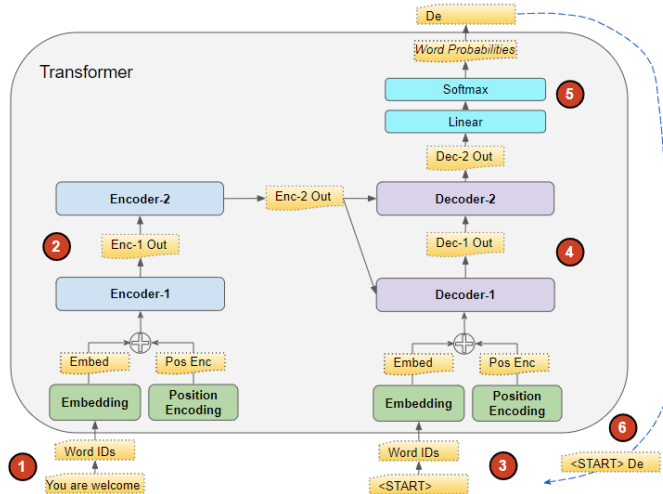 De
Word Probabilities
Transformer
Softmax
5
Linear
Dec-2 Out
Encoder-2
Enc-2 Out
Decoder-2
2
Enc-1 Out
Dec-1 Out
4
Encoder-1
Decoder-1
Embed
Pos Enc
Embed
Pos Enc
Embedding
Position
Encoding
Embedding
Position
Encoding
6
1
Word IDs
Word IDs
3
<START> De
You are welcome
<START>